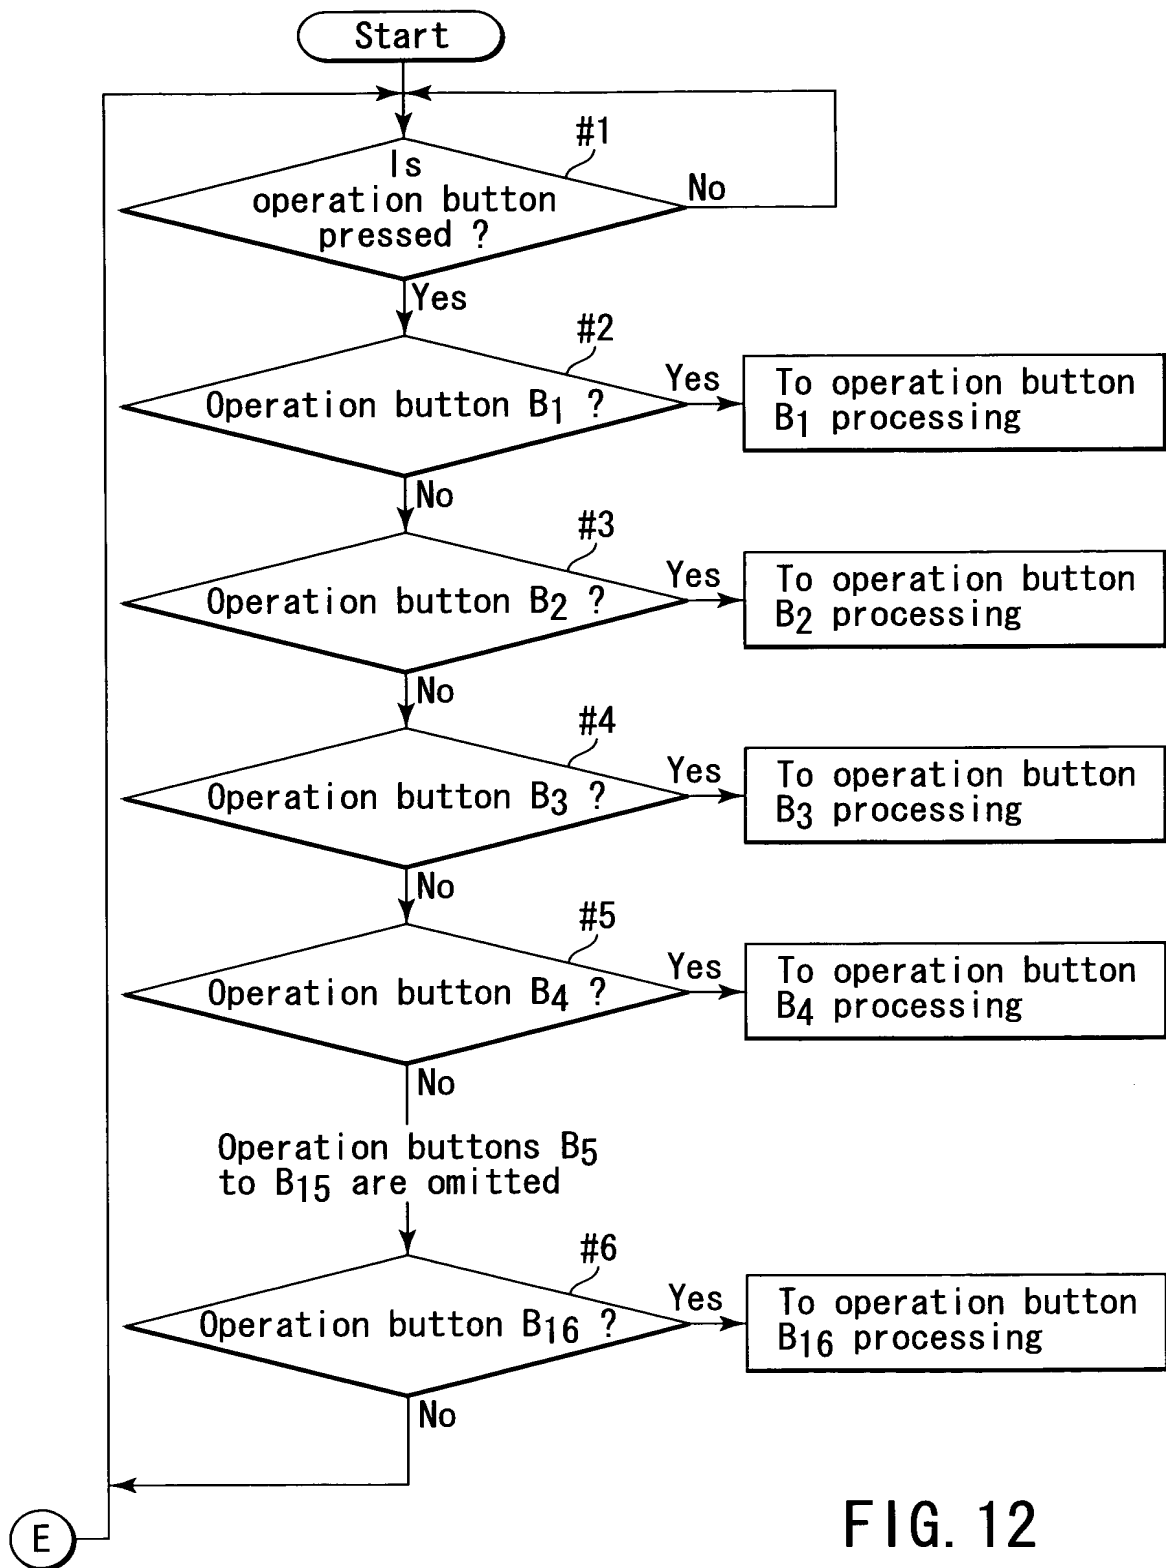 Start
#1
Is
operation button
pressed ?
No
Yes
#2
Operation button B1 ?
Yes
To operation button
B1 processing
No
#3
Operation button B2 ?
Yes
To operation button
B2 processing
No
#4
Operation button B3 ?
Yes
To operation button
B3 processing
No
#5
Operation button B4 ?
Yes
To operation button
B4 processing
No
Operation buttons B5
to B15 are omitted
#6
Operation button B16 ?
Yes
To operation button
B16 processing
No
E
FIG. 12